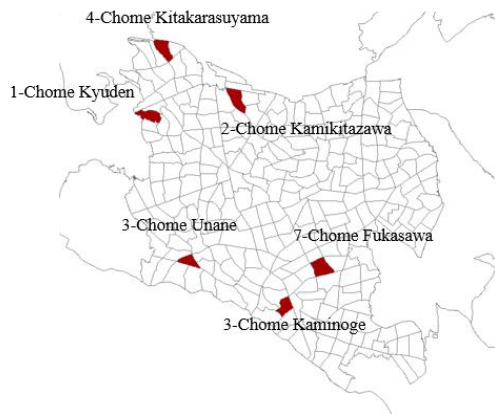 4-Chome Kitakarasuyama
1-Chome Kyuden
2-Chome Kamikitazawa
3-Chome Unane
7-Chome Fukasawa
3-Chome Kaminoge